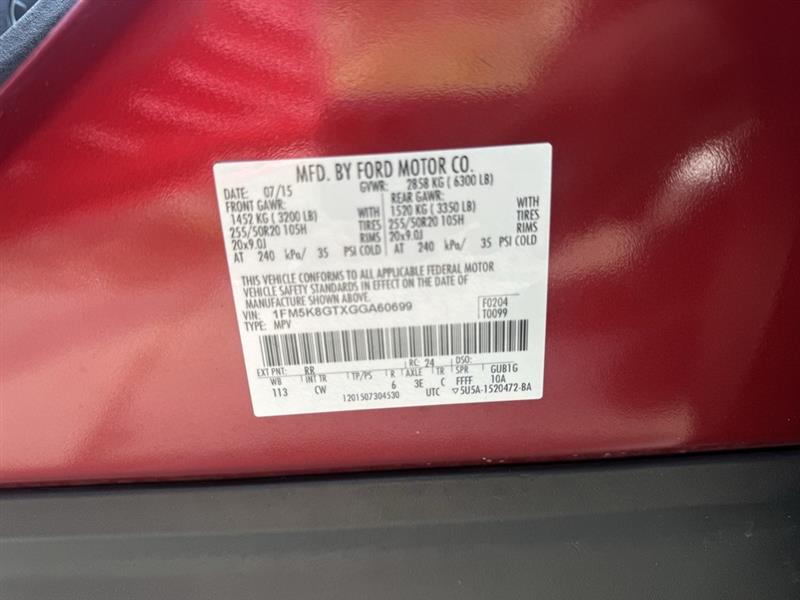 MFD. BY FORD MOTOR CO.
DATE: 07/15 GVWR: 2858 KG ( 6300 LB)
FRONT GAWR: REAR GAWR:
1452 KG ( 3200 LB) WITH 1520 KG ( 3350 LB) WITH
255/50R20 105H TIRES 255/50R20 105H TIRES
20x9.0J RIMS 20x9.0J RIMS
AT 240 kPa/ 35 PSI COLD AT 240 kPa/ 35 PSI COLD
THIS VEHICLE CONFORMS TO ALL APPLICABLE FEDERAL MOTOR
VEHICLE SAFETY STANDARDS IN EFFECT ON THE DATE OF
MANUFACTURE SHOWN ABOVE.
VIN: 1FM5K8GTXGGA60699 F0204
TYPE: MPV T0099
EXT PNT: RR RC: 24 DSO:
WB INT TR TP/PS R AXLE TR SPR GUB1G
113 CW 6 3E C FFFF 10A
1201507304530 UTC ▽5U5A-1520472-BA